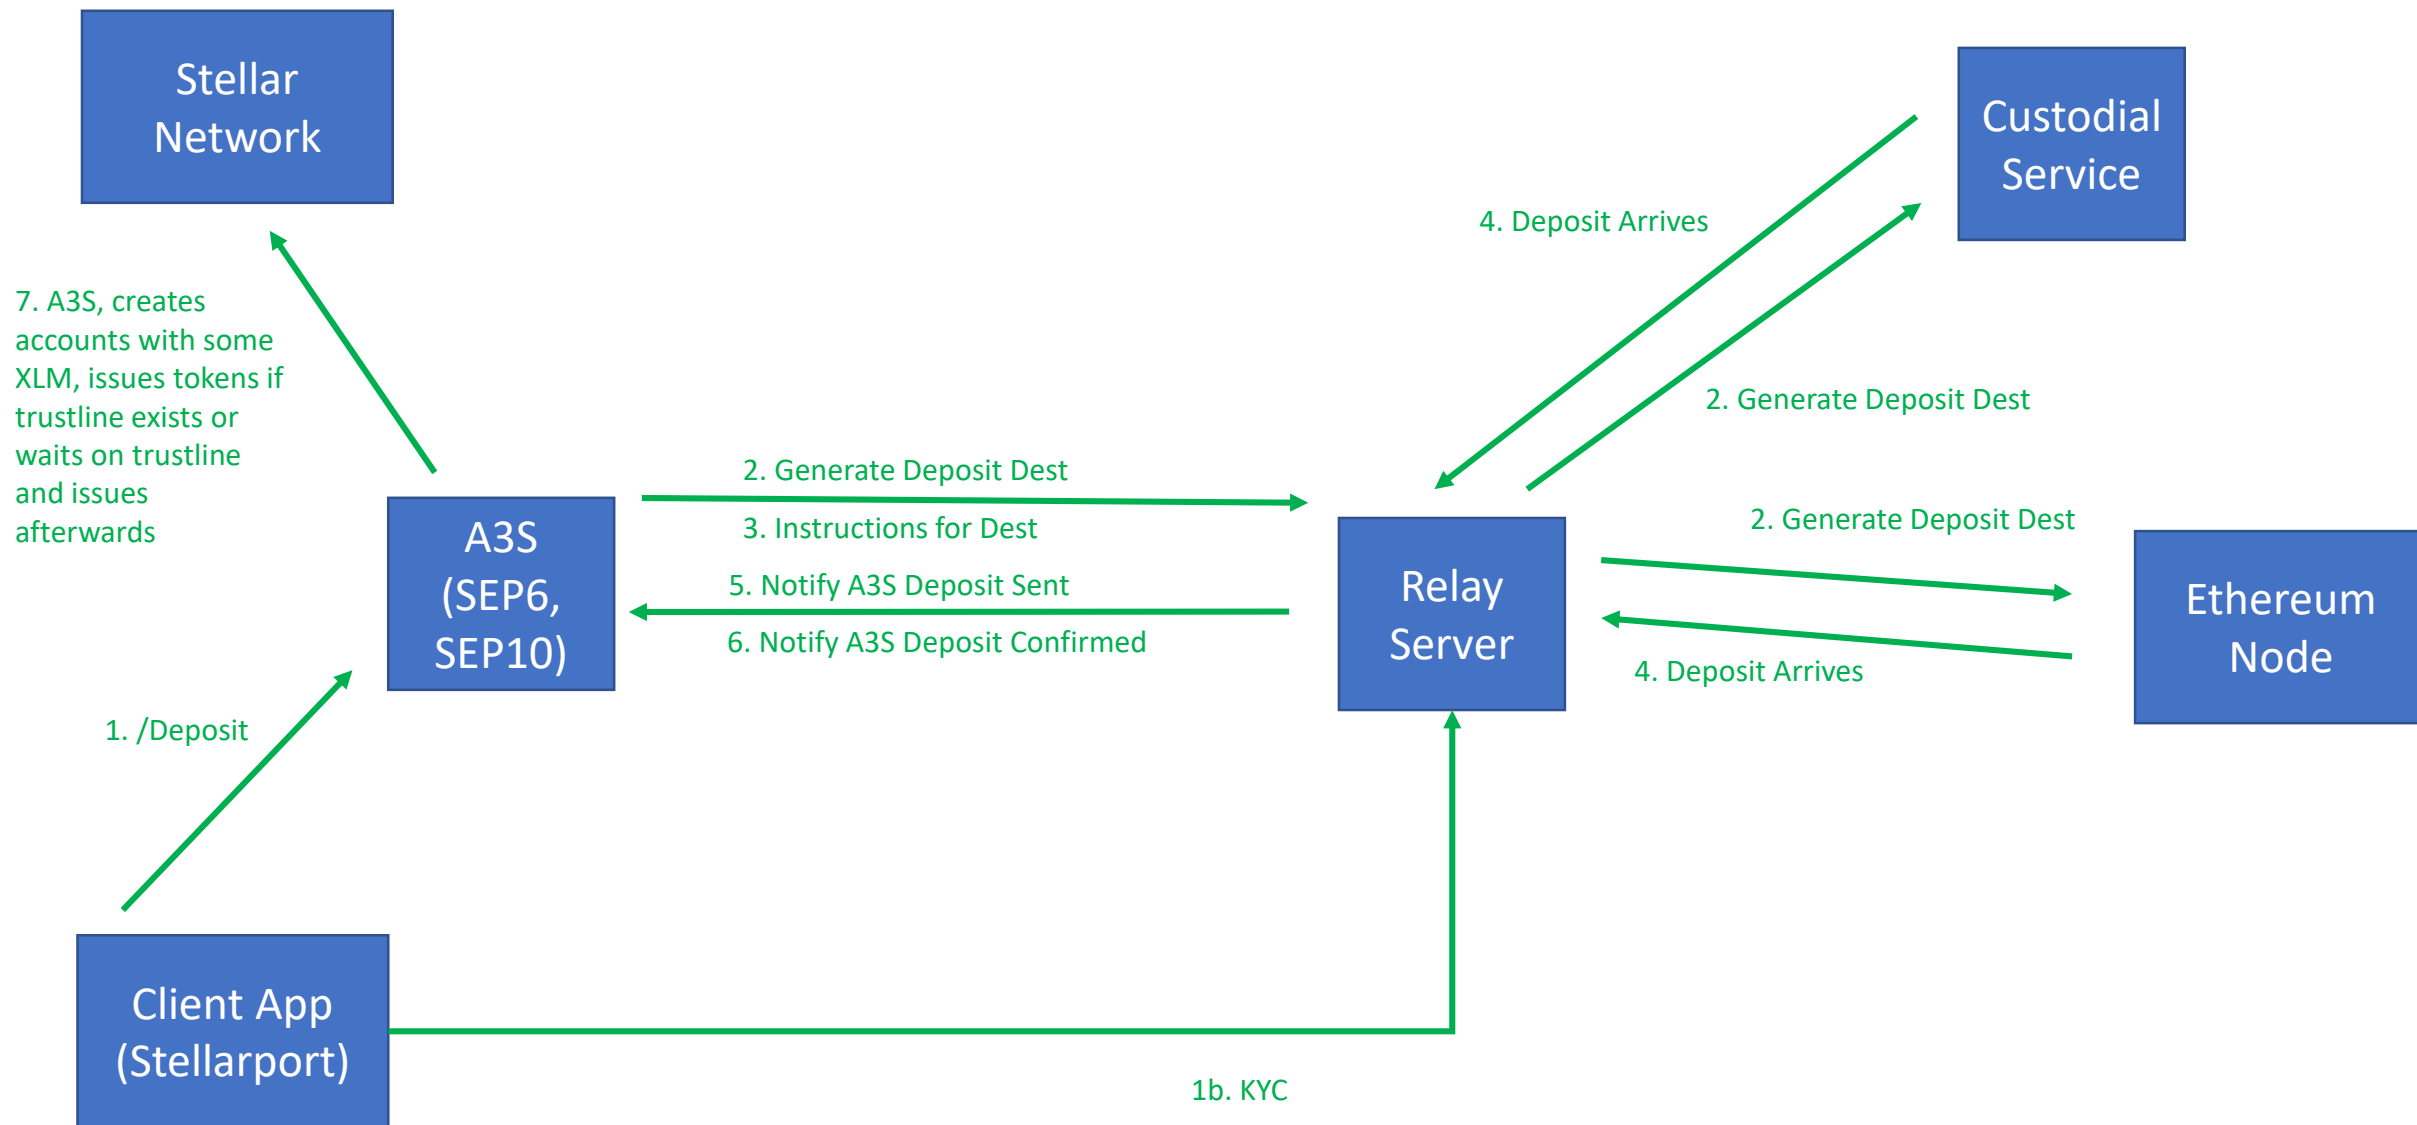 Stellar
Network
Custodial
Service
4. Deposit Arrives
7. A3S, creates
accounts with some
XLM, issues tokens if
trustline exists or
waits on trustline
and issues
afterwards
2. Generate Deposit Dest
2. Generate Deposit Dest
3. Instructions for Dest
5. Notify A3S Deposit Sent
6. Notify A3S Deposit Confirmed
A3S
(SEP6,
SEP10)
2. Generate Deposit Dest
Relay
Server
Ethereum
Node
4. Deposit Arrives
1. /Deposit
Client App
(Stellarport)
1b. KYC